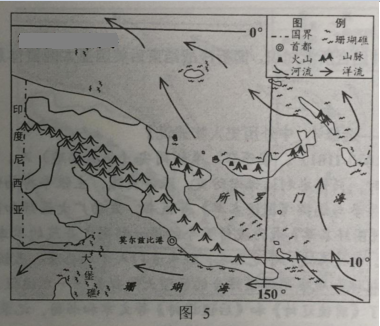 0°
图 例
国界
珊瑚礁
首都
火山
山脉
河流
洋流
印度尼西亚
所罗门海
莫尔兹比港
大堡礁
珊瑚海
10°
150°
图 5